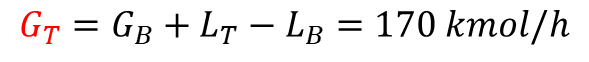 G_T = G_B + L_T − L_B = 170 kmol/h